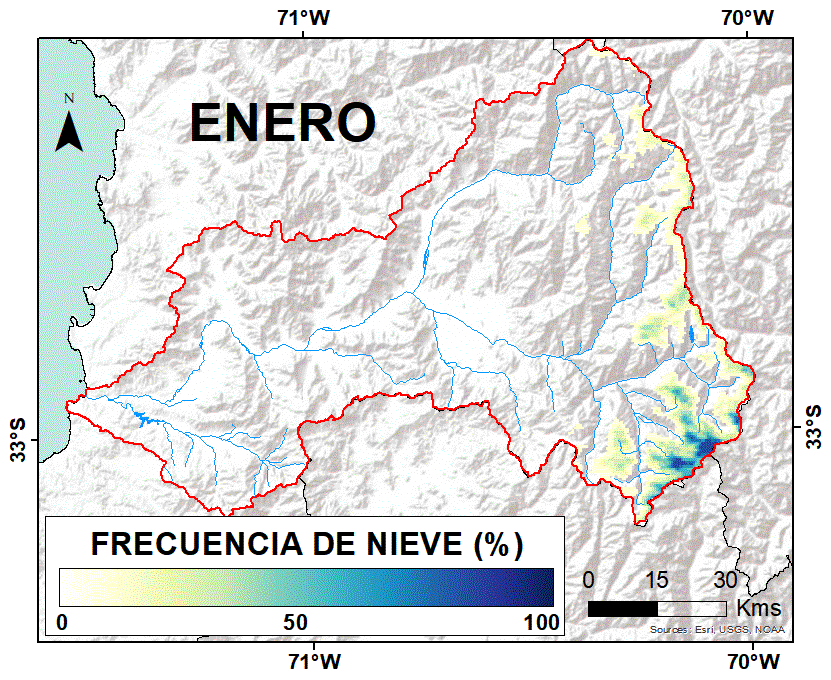 71°W
70°W
N
ENERO
33°S
33°S
FRECUENCIA DE NIEVE (%)
0
50
100
0
15
30
Kms
Sources: Esri, USGS, NOAA
71°W
70°W